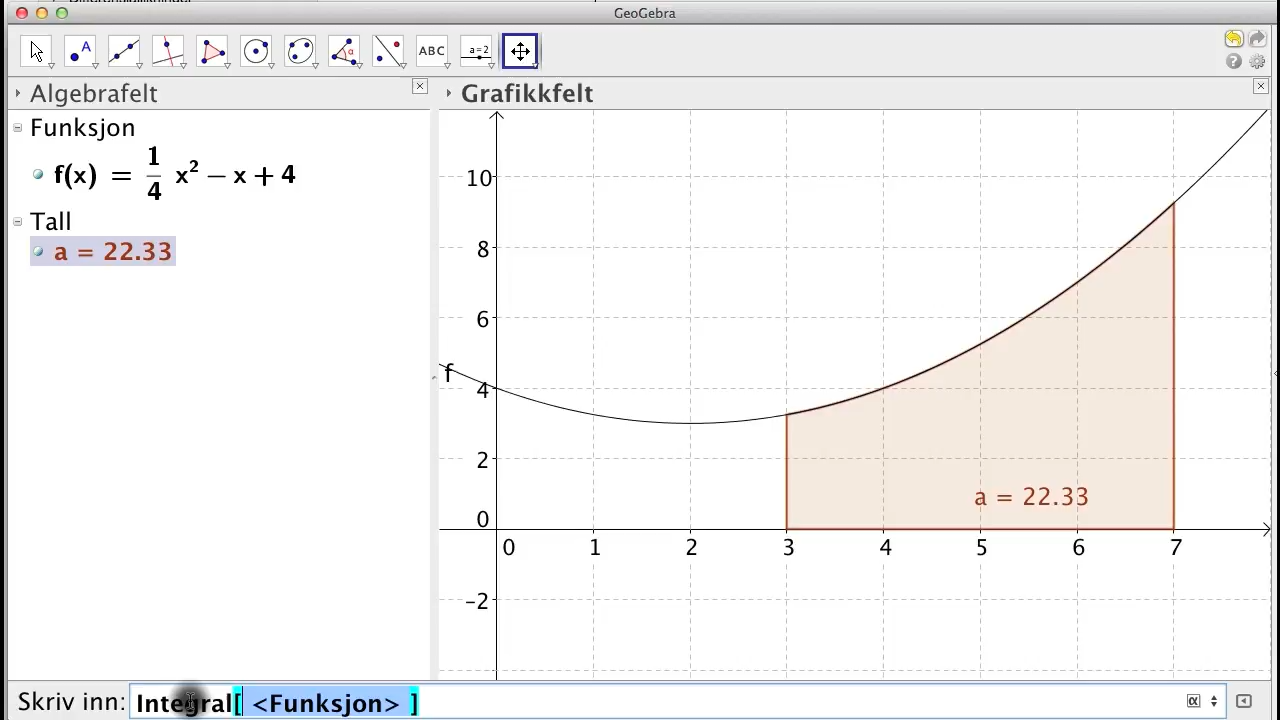 GeoGebra
ABC
a=2
Algebrafelt
Grafikkfelt
Funksjon
f(x) = 1/4 x² − x + 4
Tall
a = 22.33
10
8
6
f
4
2
a = 22.33
0
0 1 2 3 4 5 6 7
−2
Skriv inn: Integral[ <Funksjon> ]
α